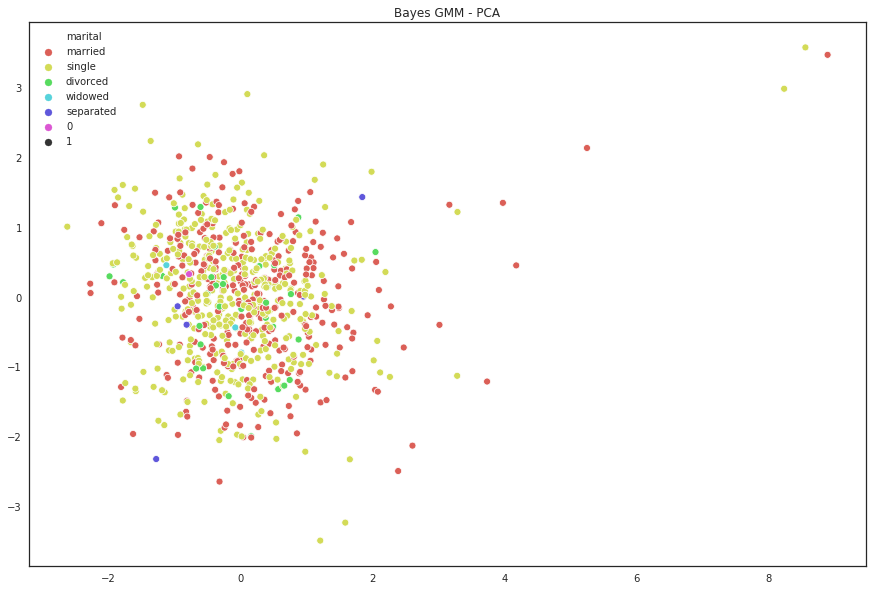 Bayes GMM - PCA
marital
married
single
divorced
widowed
separated
0
1
3
2
1
0
−1
−2
−3
−2 0 2 4 6 8